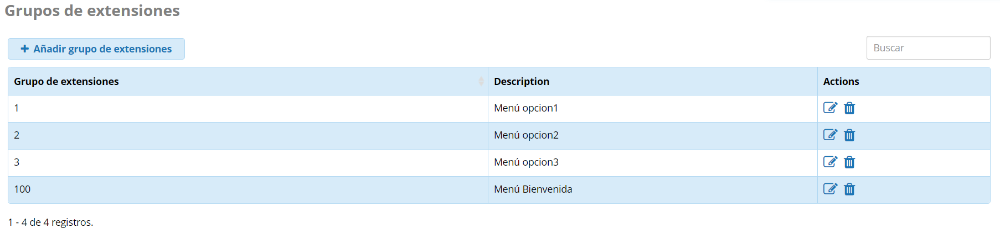 Grupos de extensiones
Añadir grupo de extensiones
Buscar
Grupo de extensiones Description Actions
1 Menú opcion1
2 Menú opcion2
3 Menú opcion3
100 Menú Bienvenida
1 - 4 de 4 registros.